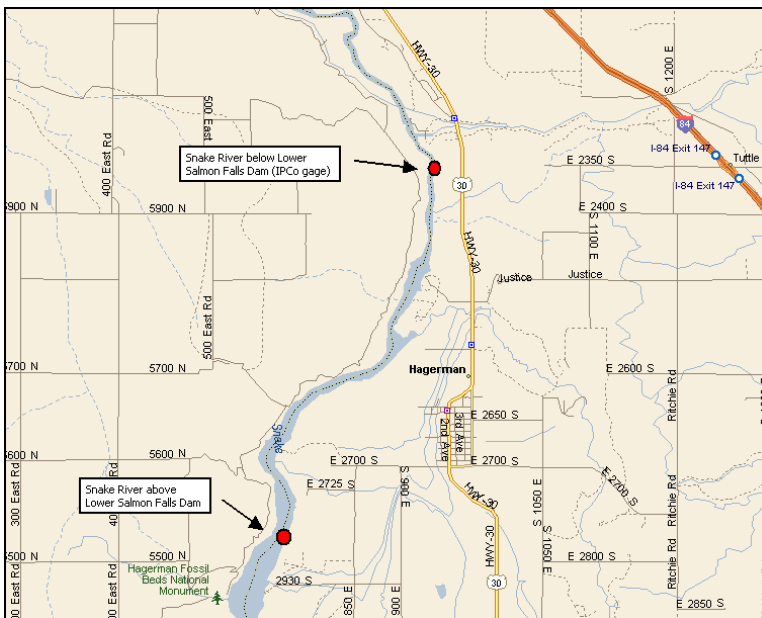 HWY-30
S 1200 E
500 East
400 East Rd
84
I-84 Exit 147
Tuttle
Snake River below Lower
Salmon Falls Dam (IPCo gage)
E 2350 S
30
I-84 Exit 147
5900 N
5900 N
E 2400 S
S 1100 E
HWY-30
Justice
Justice
500 East Rd
5700 N
5700 N
Hagerman
E 2600 S
Ritchie Rd
E 2650 S
2nd Ave
3rd Ave
Snake
5600 N
5600 N
E 2700 S
E 2700 S
E 2700 S
E 2725 S
S 900 E
Snake River above
Lower Salmon Falls Dam
300 East Rd
HWY-30
S 1050 E
5500 N
5500 N
HWY-30
S 1050 E
E 2800 S
Ritchie Rd
Hagerman Fossil
Beds National
Monument
2930 S
30
850 E
900 E
E 2850 S